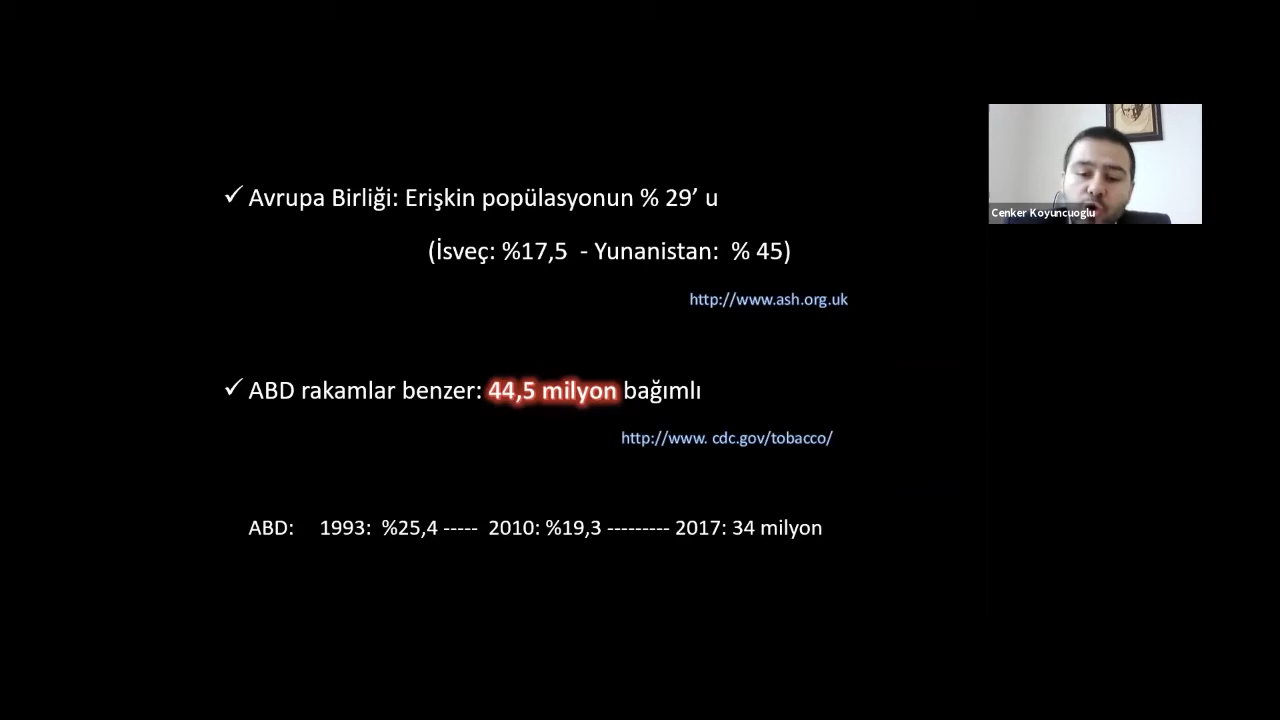 ✓ Avrupa Birliği: Erişkin popülasyonun % 29’ u
(İsveç: %17,5 - Yunanistan: % 45)
http://www.ash.org.uk
✓ ABD rakamlar benzer: 44,5 milyon bağımlı
http://www. cdc.gov/tobacco/
ABD: 1993: %25,4 ----- 2010: %19,3 --------- 2017: 34 milyon
Cenker Koyuncuoglu